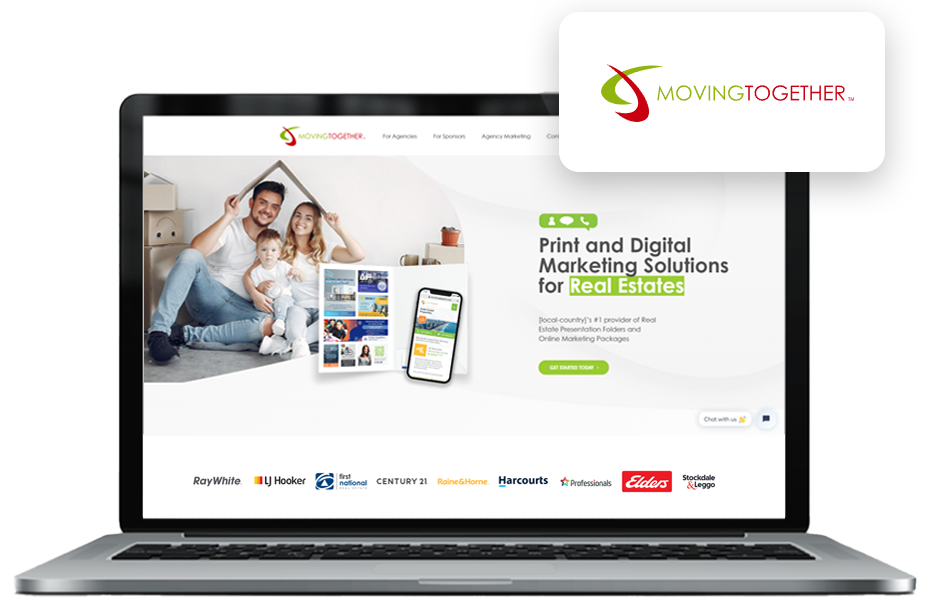 MOVINGTOGETHER™
MOVINGTOGETHER
For Agencies
For Sponsors
Agency Marketing
Print and Digital
Marketing Solutions
for Real Estates
[local-country]'s #1 provider of Real
Estate Presentation Folders and
Online Marketing Packages
GET STARTED TODAY
Chat with us
RayWhite
LJ Hooker
first
national
REAL ESTATE
CENTURY 21
Raine&Horne
Harcourts
Professionals
Elders
Stockdale
&Leggo